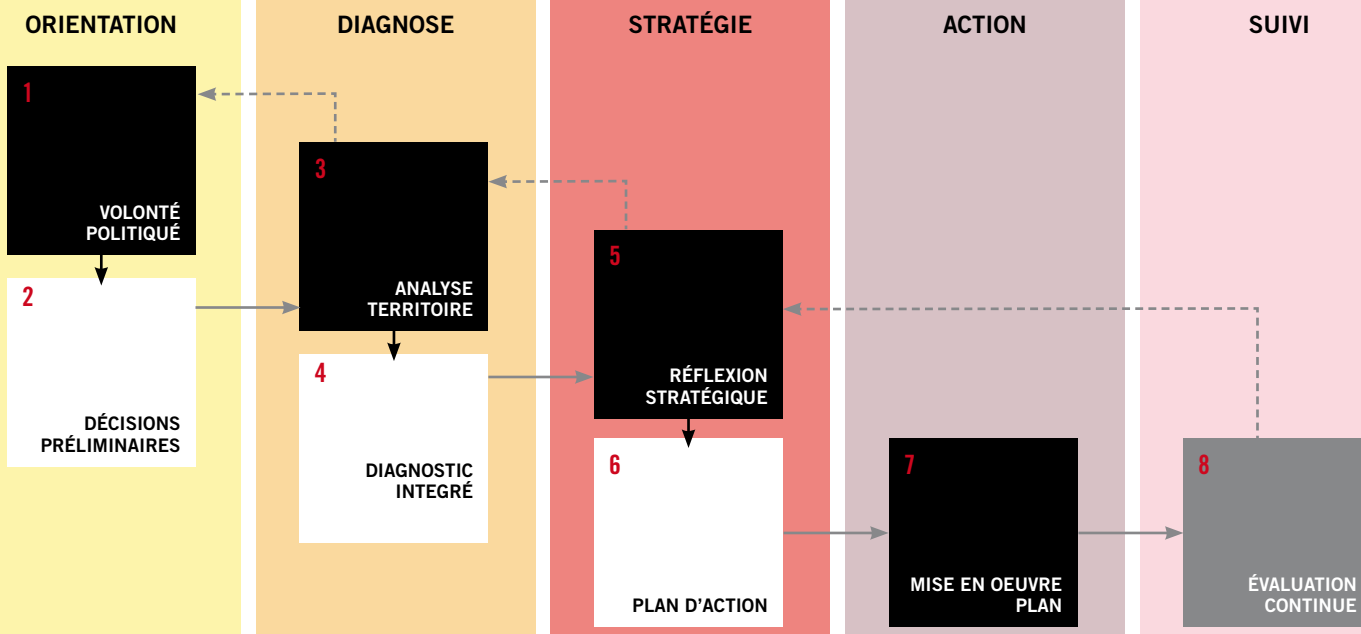 ORIENTATION
DIAGNOSE
STRATÉGIE
ACTION
SUIVI
1
VOLONTÉ
POLITIQUÉ
2
DÉCISIONS
PRÉLIMINAIRES
3
ANALYSE
TERRITOIRE
4
DIAGNOSTIC
INTEGRÉ
5
RÉFLEXION
STRATÉGIQUE
6
PLAN D'ACTION
7
MISE EN OEUVRE
PLAN
8
ÉVALUATION
CONTINUE